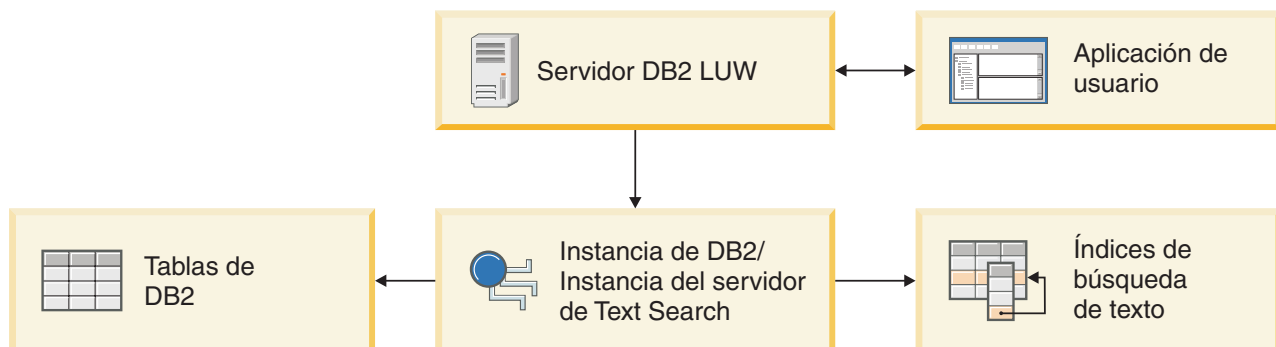 Servidor DB2 LUW
Aplicación de
usuario
Tablas de
DB2
Instancia de DB2/
Instancia del servidor
de Text Search
Índices de
búsqueda
de texto